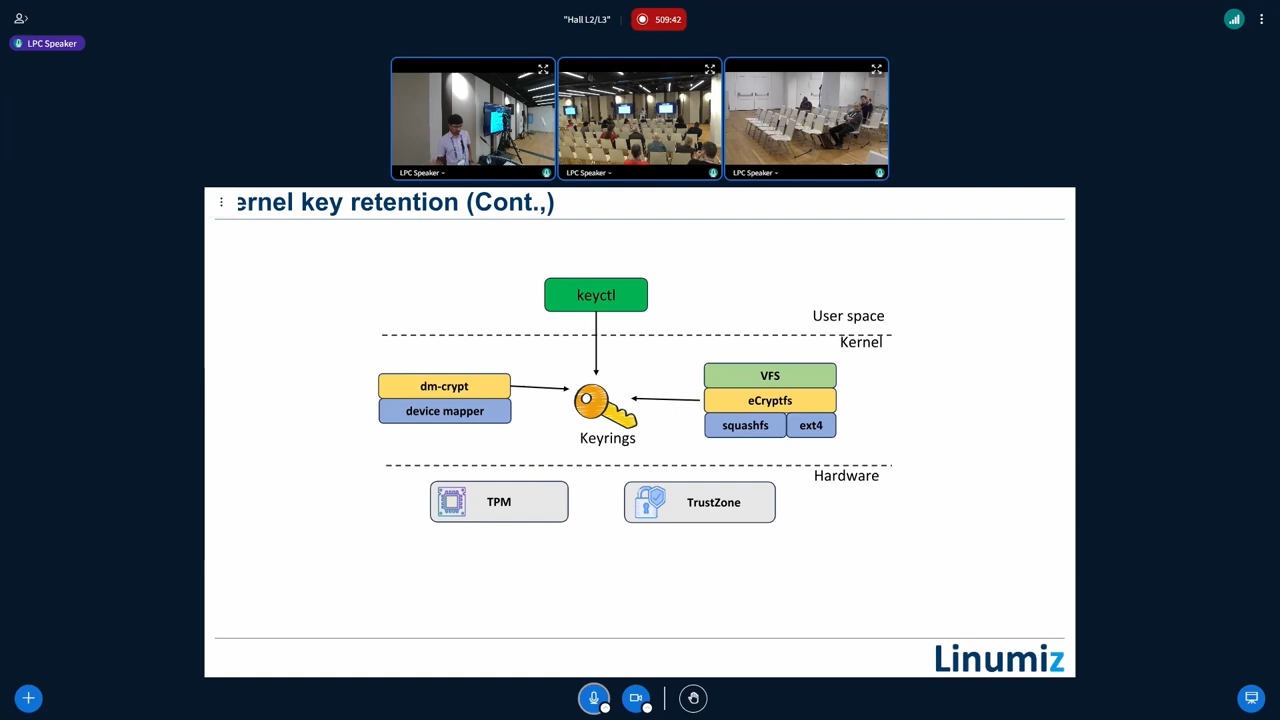 "Hall L2/L3"
509:42
LPC Speaker
LPC Speaker
LPC Speaker
LPC Speaker
ernel key retention (Cont.,)
keyctl
User space
Kernel
dm-crypt
device mapper
Keyrings
VFS
eCryptfs
squashfs
ext4
Hardware
TPM
TrustZone
Linumiz